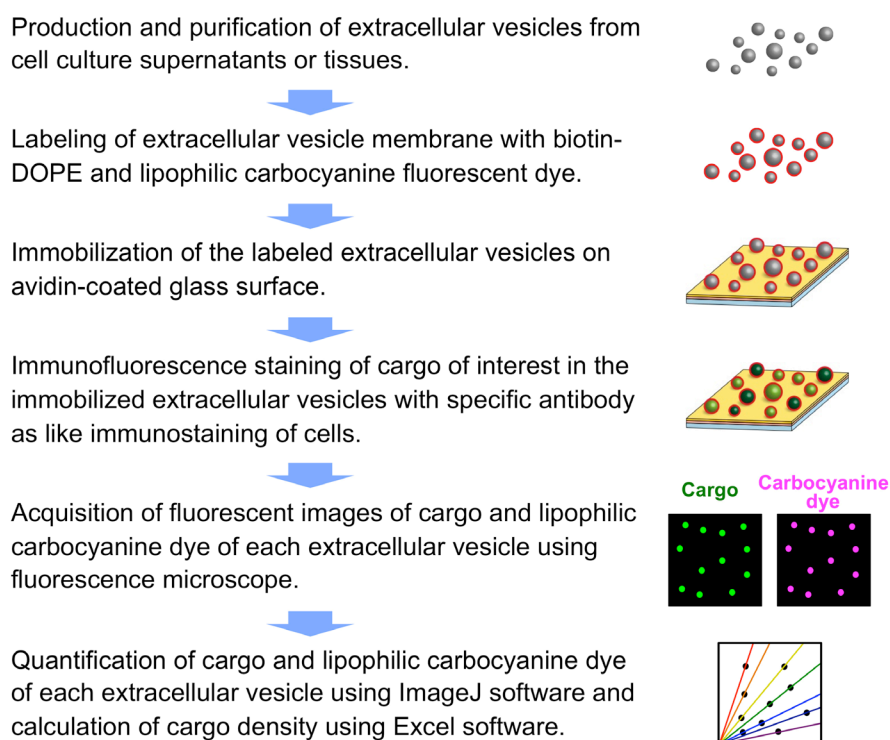 Production and purification of extracellular vesicles from
cell culture supernatants or tissues.
Labeling of extracellular vesicle membrane with biotin-
DOPE and lipophilic carbocyanine fluorescent dye.
Immobilization of the labeled extracellular vesicles on
avidin-coated glass surface.
Immunofluorescence staining of cargo of interest in the
immobilized extracellular vesicles with specific antibody
as like immunostaining of cells.
Acquisition of fluorescent images of cargo and lipophilic
carbocyanine dye of each extracellular vesicle using
fluorescence microscope.
Cargo
Carbocyanine
dye
Quantification of cargo and lipophilic carbocyanine dye
of each extracellular vesicle using ImageJ software and
calculation of cargo density using Excel software.